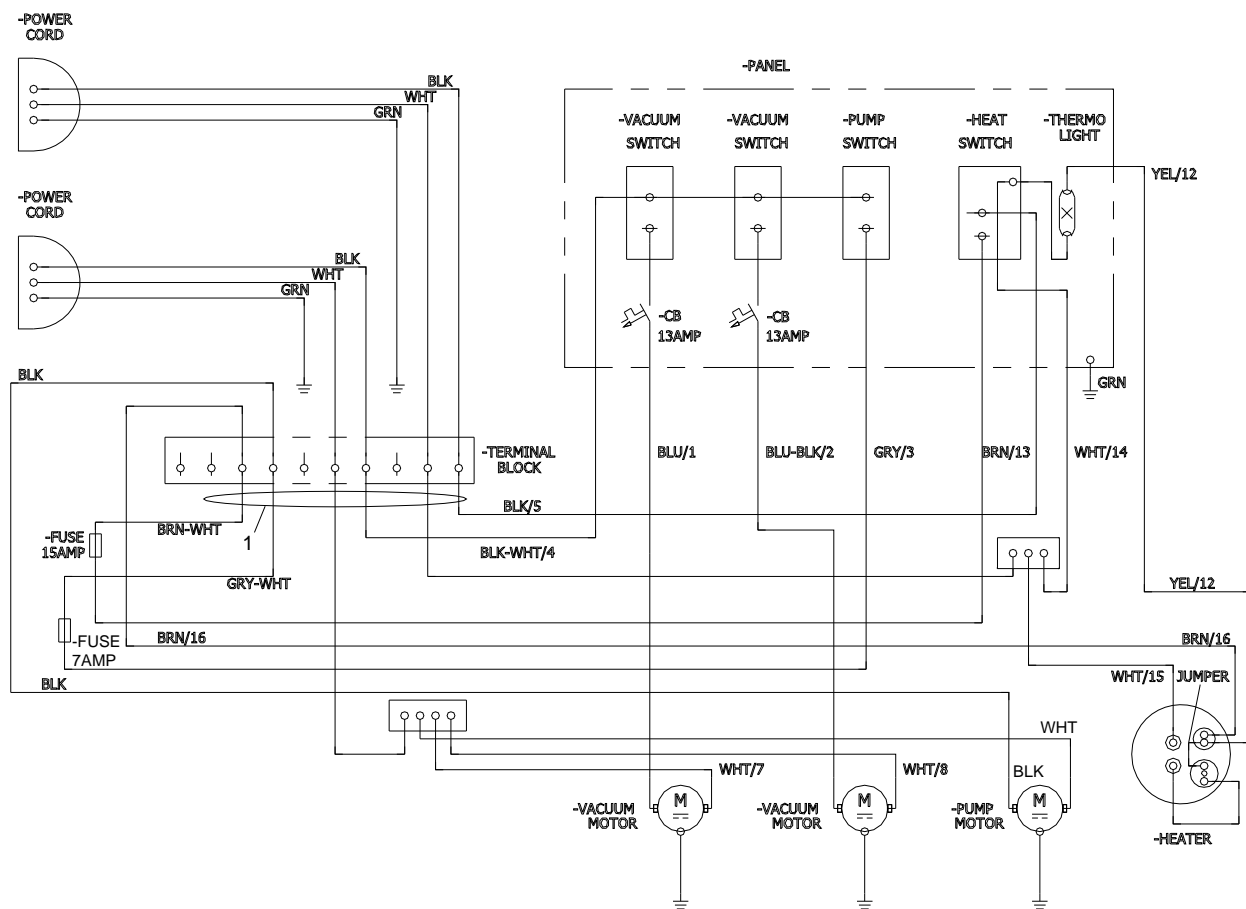 -POWER
CORD
BLK
WHT
GRN
-PANEL
-VACUUM
SWITCH
-VACUUM
SWITCH
-PUMP
SWITCH
-HEAT
SWITCH
-THERMO
LIGHT
YEL/12
-POWER
CORD
BLK
WHT
GRN
-CB
13AMP
-CB
13AMP
GRN
BLK
-TERMINAL
BLOCK
BLU/1
BLU-BLK/2
GRY/3
BRN/13
WHT/14
BLK/5
BRN-WHT
1
-FUSE
15AMP
BLK-WHT/4
GRY-WHT
YEL/12
-FUSE
7AMP
BRN/16
BRN/16
WHT/15
JUMPER
BLK
WHT
WHT/7
WHT/8
BLK
-VACUUM
MOTOR
M
-VACUUM
MOTOR
M
-PUMP
MOTOR
M
-HEATER